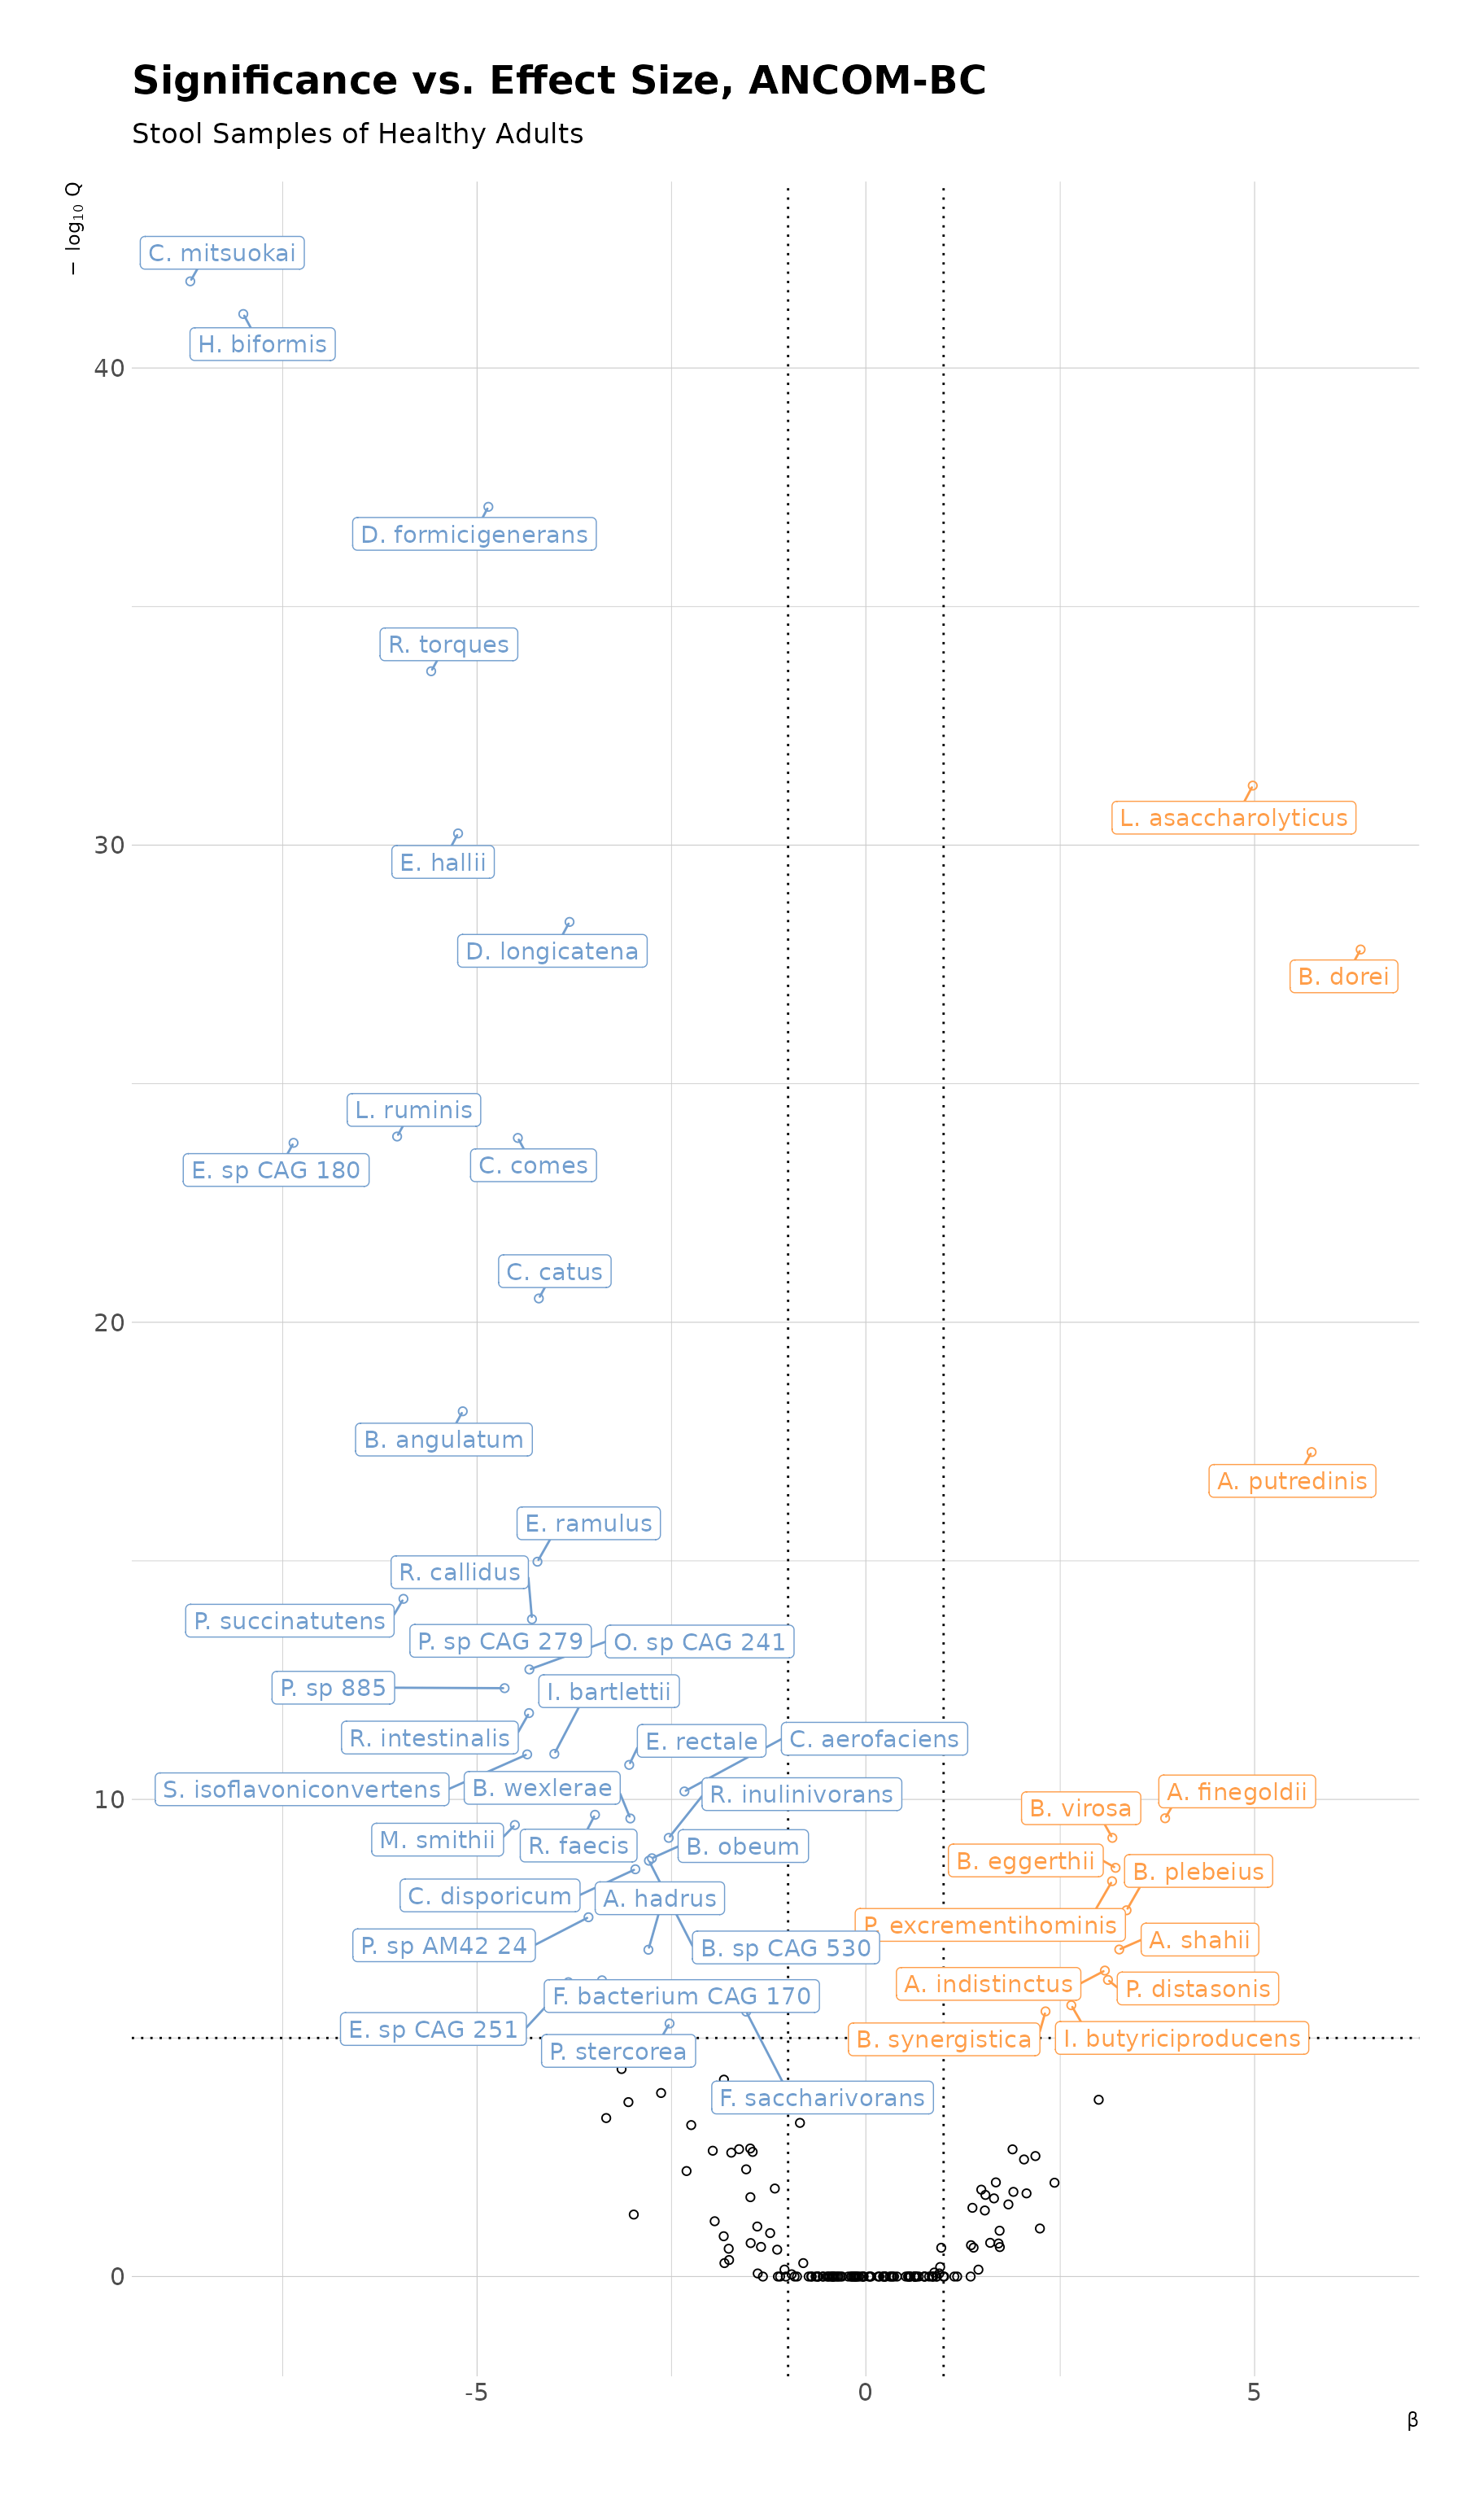 Significance vs. Effect Size, ANCOM-BC
Stool Samples of Healthy Adults
− log₁₀ Q
C. mitsuokai
H. biformis
40
D. formicigenerans
R. torques
L. asaccharolyticus
30
E. hallii
D. longicatena
B. dorei
L. ruminis
C. comes
E. sp CAG 180
C. catus
20
B. angulatum
A. putredinis
E. ramulus
R. callidus
P. succinatutens
P. sp CAG 279
O. sp CAG 241
P. sp 885
I. bartlettii
R. intestinalis
E. rectale
C. aerofaciens
S. isoflavoniconvertens
B. wexlerae
R. inulinivorans
10
A. finegoldii
B. virosa
M. smithii
R. faecis
B. obeum
B. eggerthii
B. plebeius
C. disporicum
A. hadrus
P. excrementihominis
P. sp AM42 24
B. sp CAG 530
A. shahii
A. indistinctus
P. distasonis
F. bacterium CAG 170
E. sp CAG 251
B. synergistica
I. butyriciproducens
P. stercorea
F. saccharivorans
0
-5
0
5
β